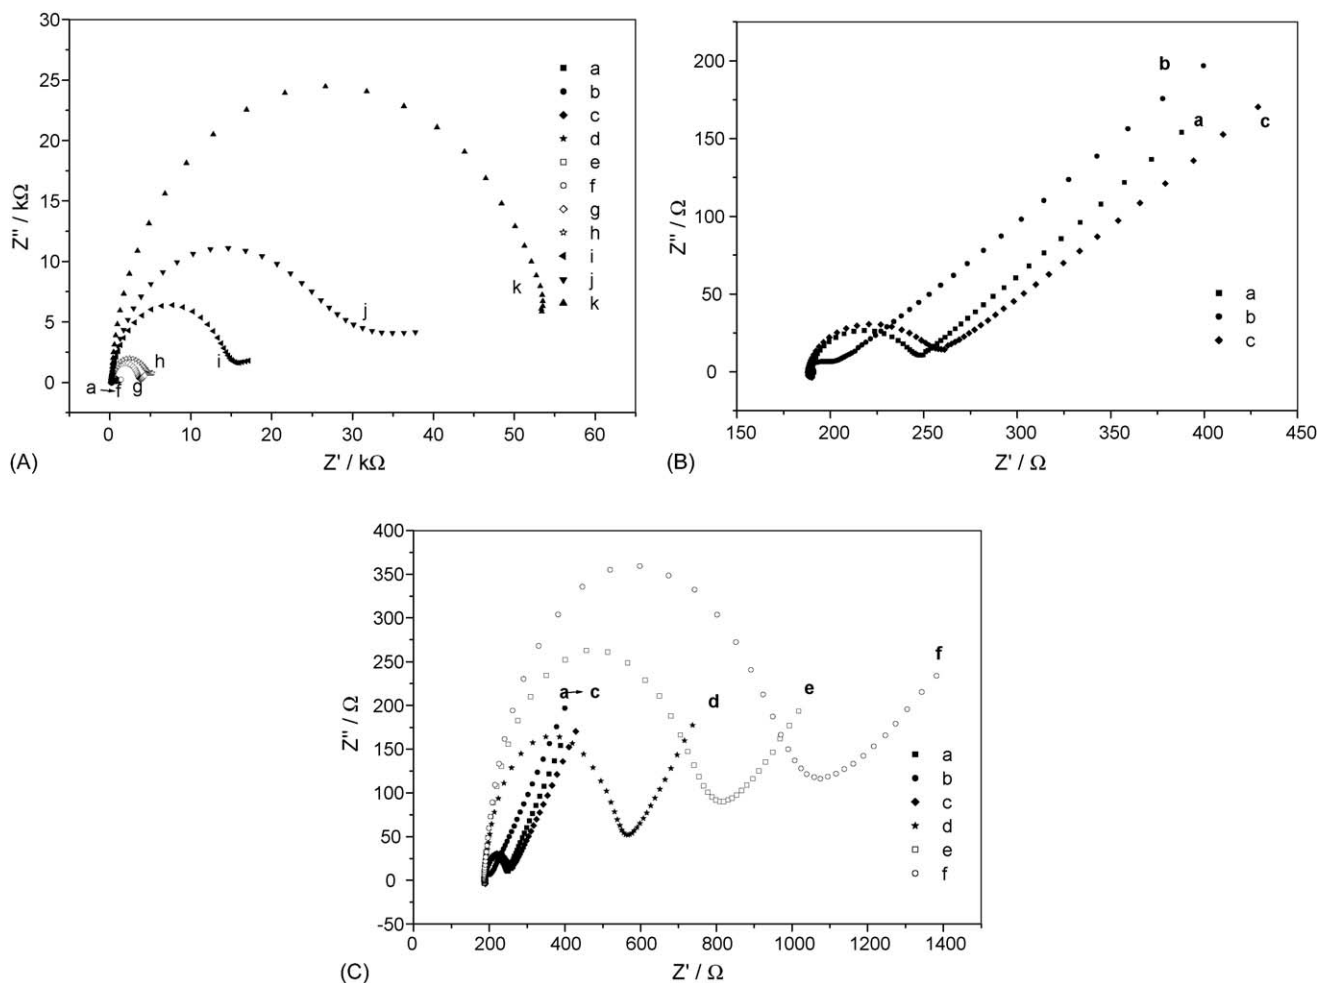 30
25
20
15
10
5
0
Z'' / kΩ
0 10 20 30 40 50 60
Z' / kΩ
(A)
a
b
c
d
e
f
g
h
i
j
k
k
j
i
h
g
f
a
200
150
100
50
0
Z'' / Ω
150 200 250 300 350 400 450
Z' / Ω
(B)
b
a
c
a
b
c
400
350
300
250
200
150
100
50
0
-50
Z'' / Ω
0 200 400 600 800 1000 1200 1400
Z' / Ω
(C)
a c
d
e
f
a
b
c
d
e
f